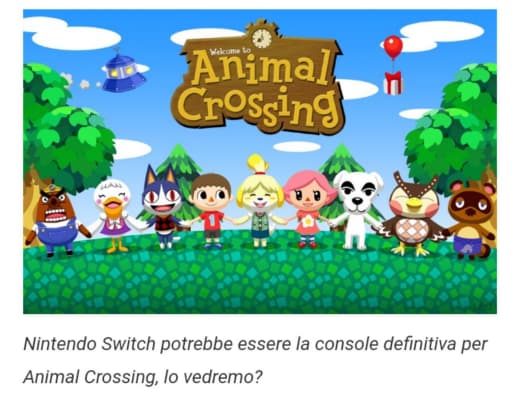 Welcome to
Animal
Crossing
Nintendo Switch potrebbe essere la console definitiva per
Animal Crossing, lo vedremo?